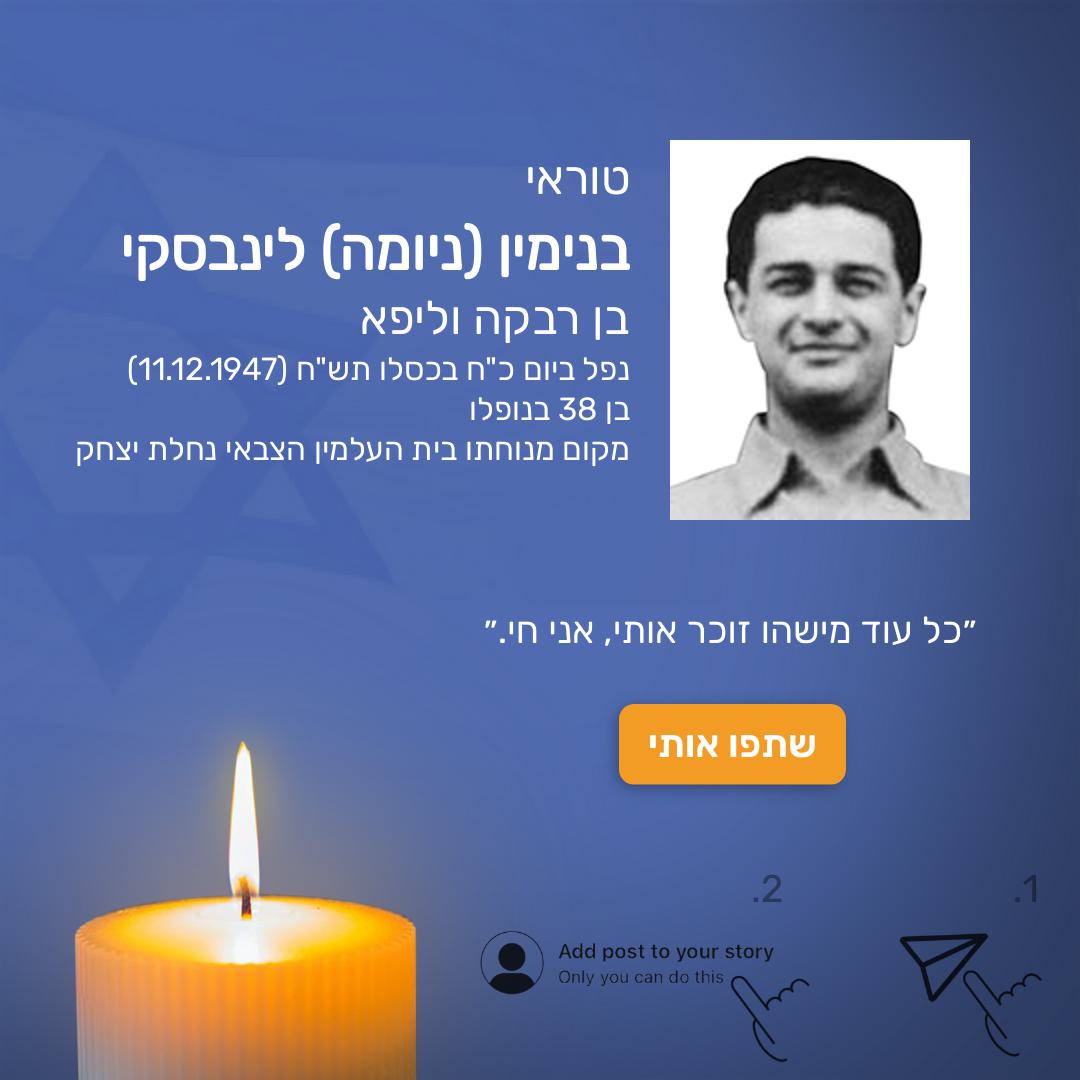 טוראי
בנימין (ניומה) לינבסקי
בן רבקה וליפא
נפל ביום כ"ח בכסלו תש"ח (11.12.1947)
בן 38 בנופלו
מקום מנוחתו בית העלמין הצבאי נחלת יצחק
״כל עוד מישהו זוכר אותי, אני חי.״
שתפו אותי
1.
2.
Add post to your story
Only you can do this